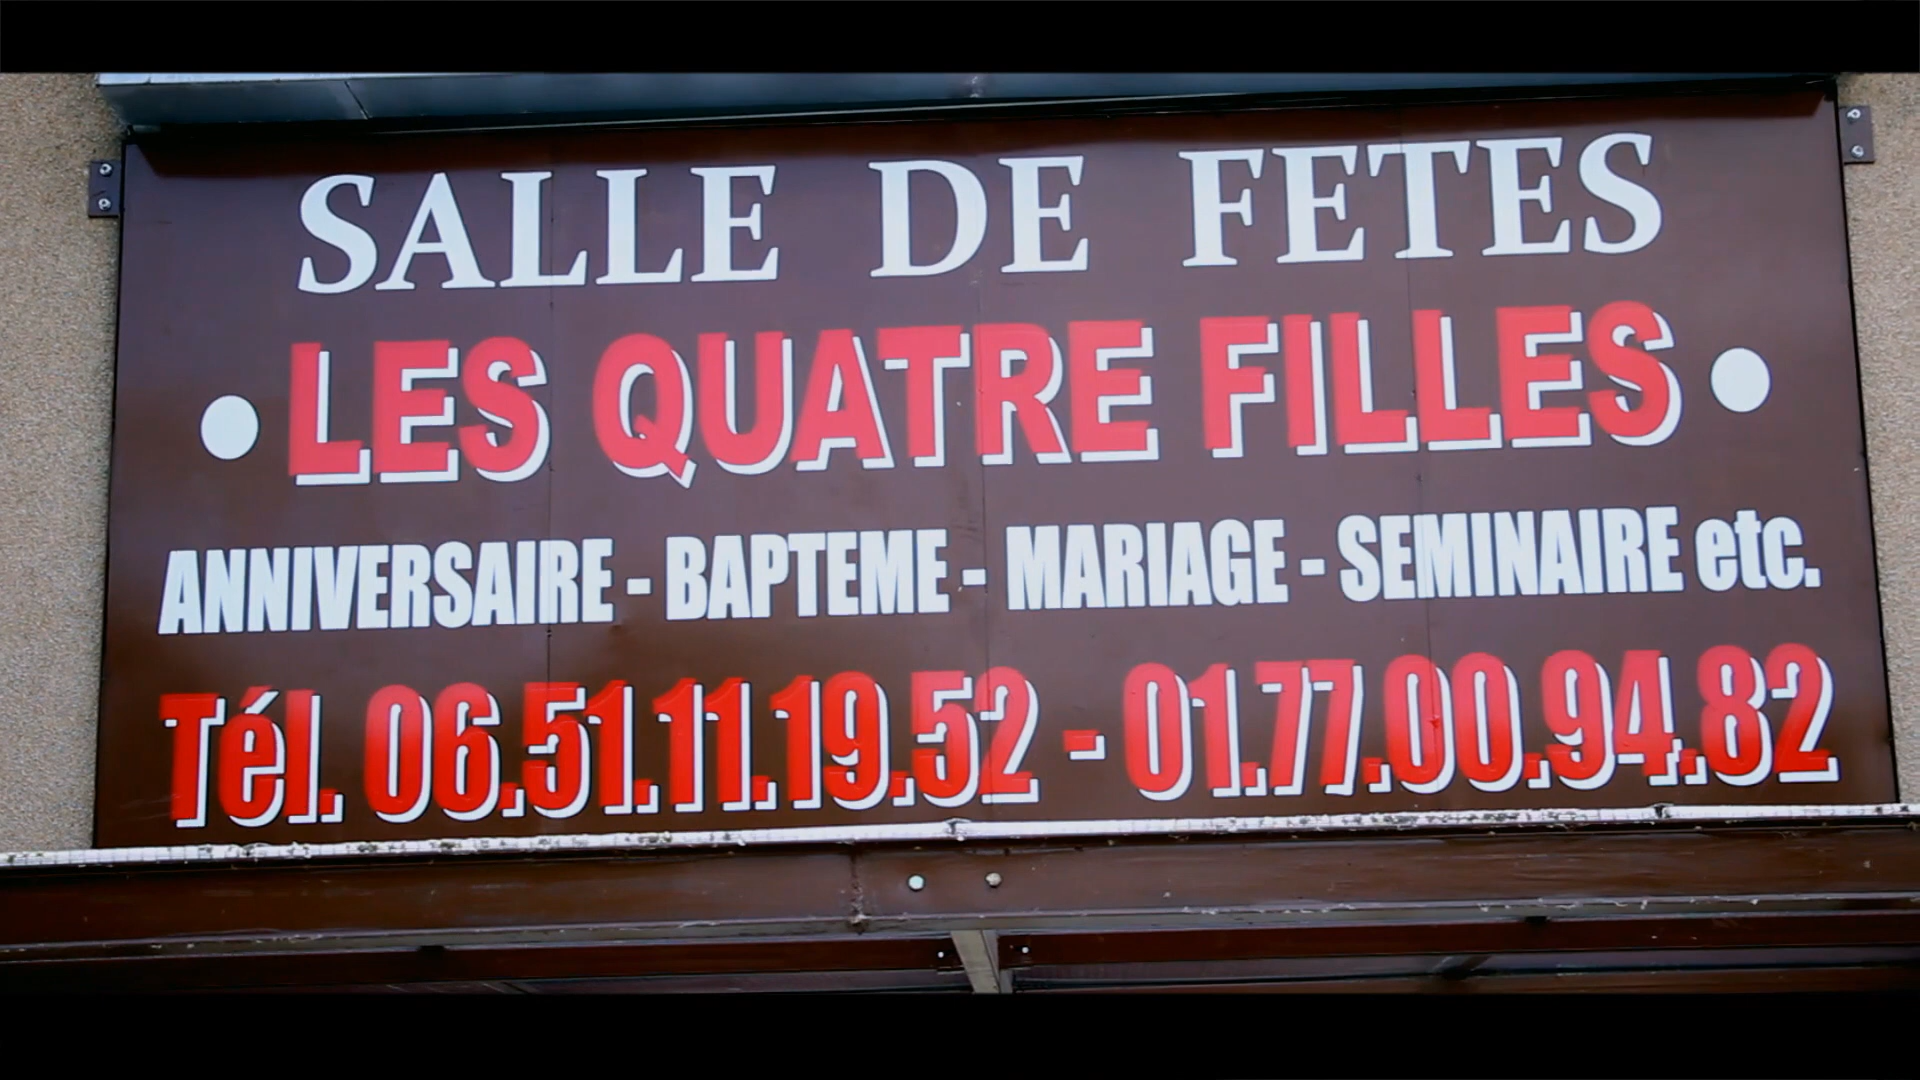 SALLE DE FETES
• LES QUATRE FILLES •
ANNIVERSAIRE - BAPTEME - MARIAGE - SEMINAIRE etc.
Tél. 06.51.11.19.52 - 01.77.00.94.82